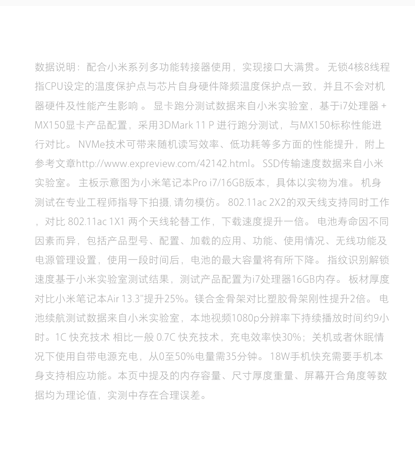 数据说明：配合小米系列多功能转接器使用，实现接口大满贯。 无锁4核8线程
指CPU设定的温度保护点与芯片自身硬件降频温度保护点一致，并且不会对机
器硬件及性能产生影响 。 显卡跑分测试数据来自小米实验室，基于i7处理器 +
MX150显卡产品配置，采用3DMark 11 P 进行跑分测试，与MX150标称性能进
行对比。 NVMe技术可带来随机读写效率、低功耗等多方面的性能提升，附上
参考文章http://www.expreview.com/42142.html。 SSD传输速度数据来自小米
实验室。 主板示意图为小米笔记本Pro i7/16GB版本，具体以实物为准。 机身
测试在专业工程师指导下拍摄,请勿模仿。 802.11ac 2X2的双天线支持同时工作
，对比 802.11ac 1X1 两个天线轮替工作，下载速度提升一倍。 电池寿命因不同
因素而异，包括产品型号、配置、加载的应用、功能、使用情况、无线功能及
电源管理设置，使用一段时间后，电池的最大容量将有所下降。 指纹识别解锁
速度基于小米实验测试结果，测试产品配置为i7处理器16GB内存。 板材厚度
对比小米笔记本Air 13.3"提升25%。镁合金骨架对比塑胶骨架刚性提升2倍。 电
池续航测试数据来自小米实验室，本地视频1080p分辨率下持续播放时间约9小
时。1C 快充技术 相比一般 0.7C 快充技术，充电效率快30%；关机或者休眠情
况下使用自带电源充电，从0至50%电量需35分钟。 18W手机快充需要手机本
身支持相应功能。本页中提及的内存容量、尺寸厚度重量、屏幕开合角度等数
据均为理论值，实测中存在合理误差。